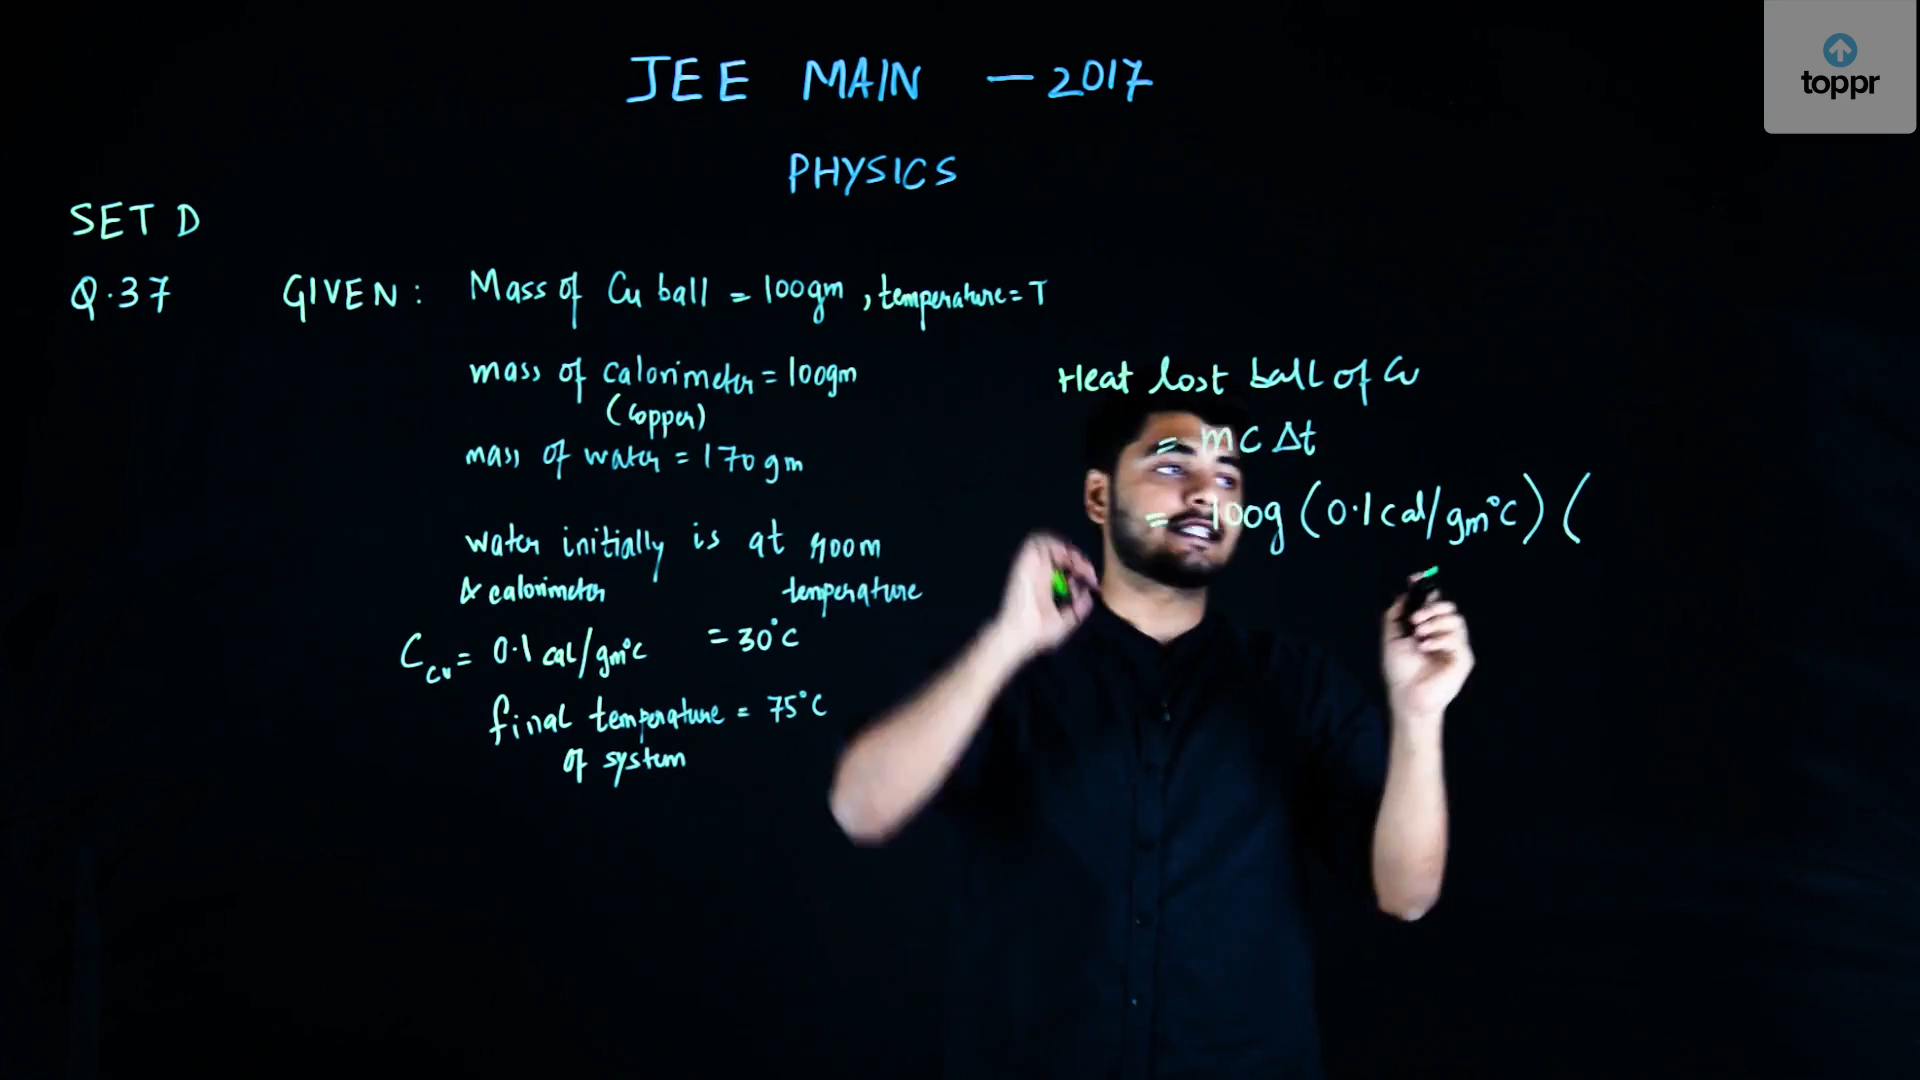 JEE MAIN — 2017
toppr
PHYSICS
SET D
Q.37 GIVEN : Mass of Cu ball = 100gm , temperature = T
mass of calorimeter = 100gm
(copper)
mass of water = 170 gm
water initially is at room
& calorimeter temperature
= 30°C
C_cu = 0.1 cal/gm°C
final temperature = 75°C
of system
Heat lost ball of Cu
= mC Δt
= 100g (0.1 cal/gm°C) (